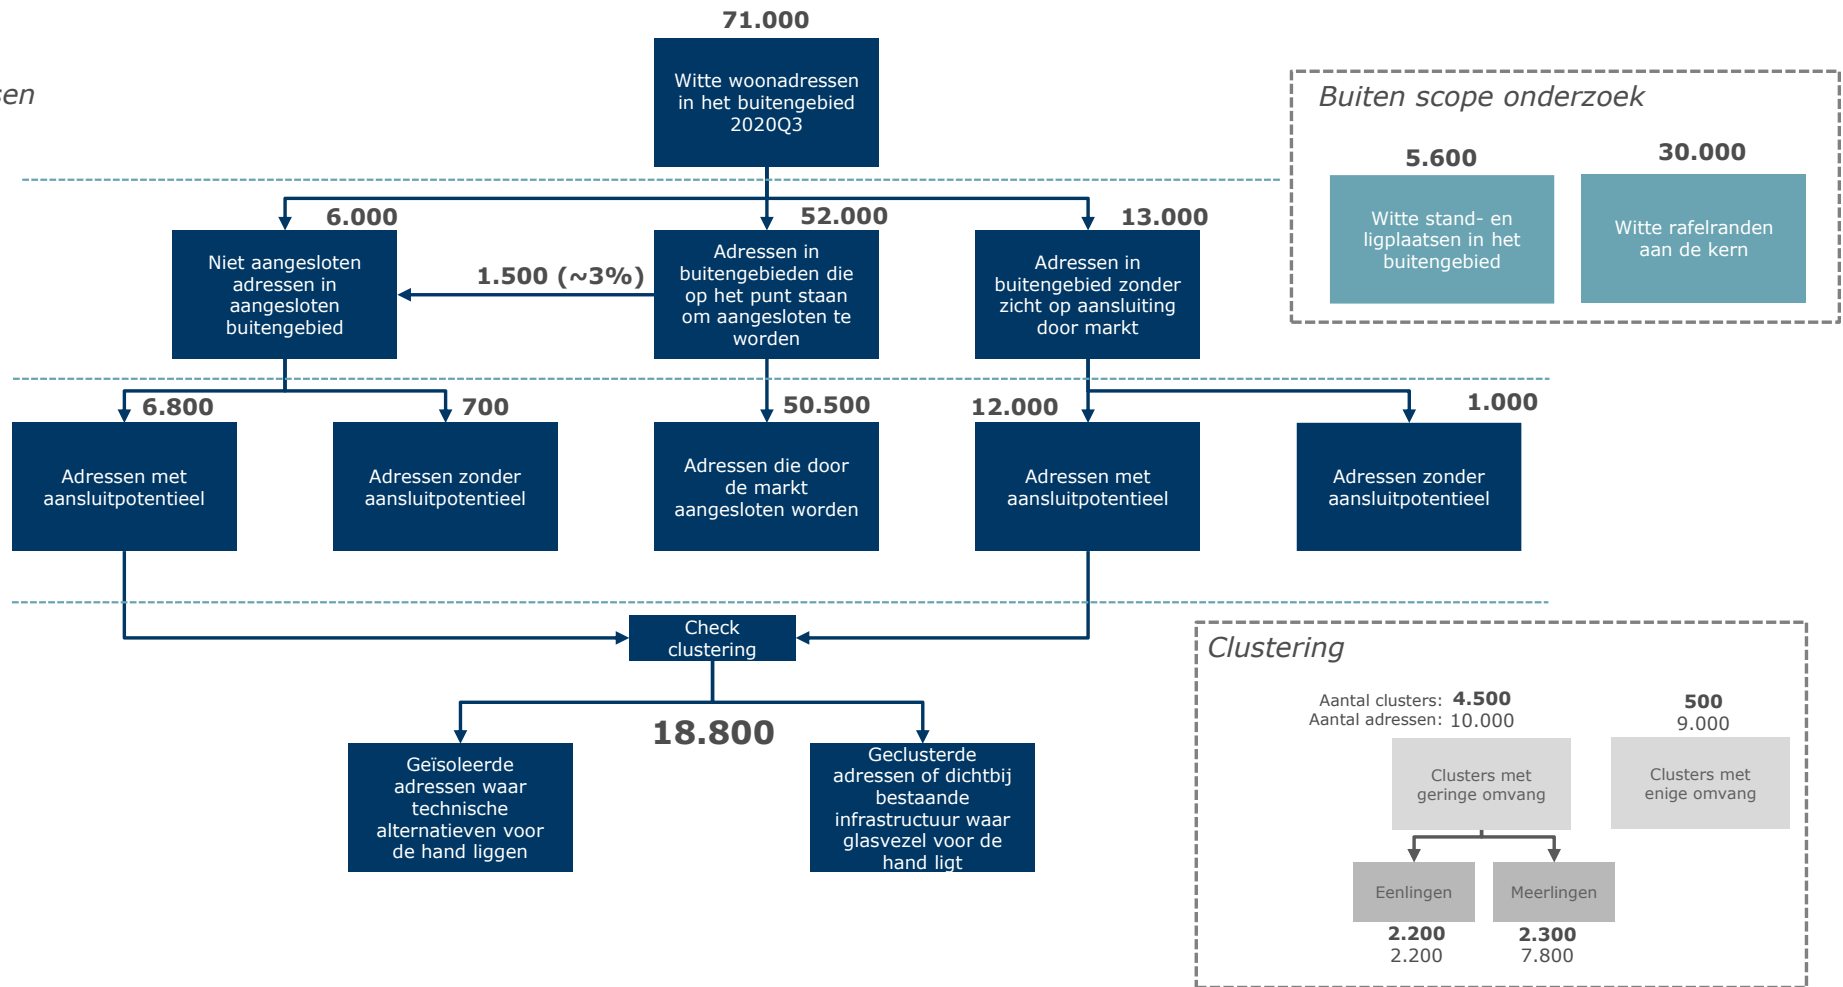 71.000
Witte woonadressen
in het buitengebied
2020Q3
sen
Buiten scope onderzoek
5.600
30.000
Witte stand- en
ligplaatsen in het
buitengebied
Witte rafelranden
aan de kern
6.000
52.000
13.000
Niet aangesloten
adressen in
aangesloten
buitengebied
1.500 (~3%)
Adressen in
buitengebieden die
op het punt staan
om aangesloten te
worden
Adressen in
buitengebied zonder
zicht op aansluiting
door markt
6.800
700
50.500
12.000
1.000
Adressen met
aansluitpotentieel
Adressen zonder
aansluitpotentieel
Adressen die door
de markt
aangesloten worden
Adressen met
aansluitpotentieel
Adressen zonder
aansluitpotentieel
Check
clustering
18.800
Geïsoleerde
adressen waar
technische
alternatieven voor
de hand liggen
Geclusterde
adressen of dichtbij
bestaande
infrastructuur waar
glasvezel voor de
hand ligt
Clustering
Aantal clusters: 4.500
Aantal adressen: 10.000
500
9.000
Clusters met
geringe omvang
Clusters met
enige omvang
Eenlingen
Meerlingen
2.200
2.200
2.300
7.800